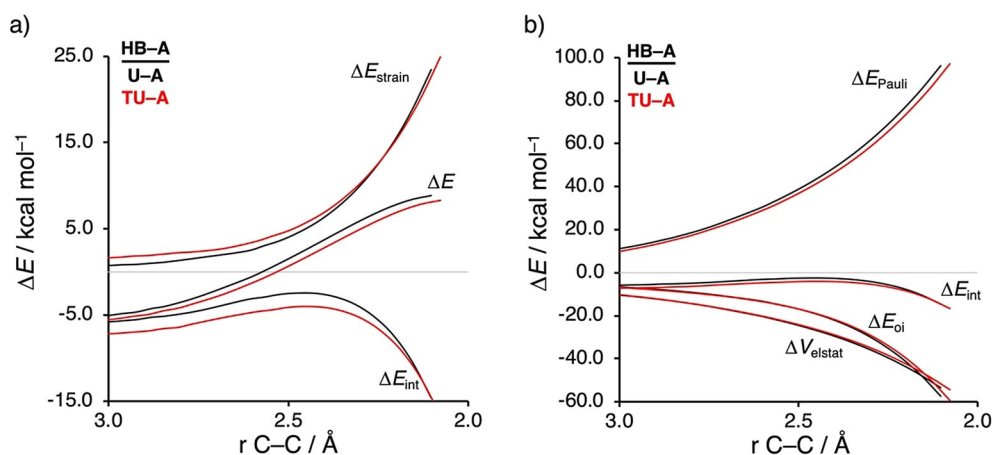 a)
HB–A
U–A
TU–A
25.0
15.0
5.0
-5.0
-15.0
ΔE / kcal mol⁻¹
ΔEstrain
ΔE
ΔEint
3.0 2.5 2.0
r C–C / Å
b)
HB–A
U–A
TU–A
100.0
80.0
60.0
40.0
20.0
0.0
-20.0
-40.0
-60.0
ΔE / kcal mol⁻¹
ΔEPauli
ΔEint
ΔEoi
ΔVelstat
3.0 2.5 2.0
r C–C / Å